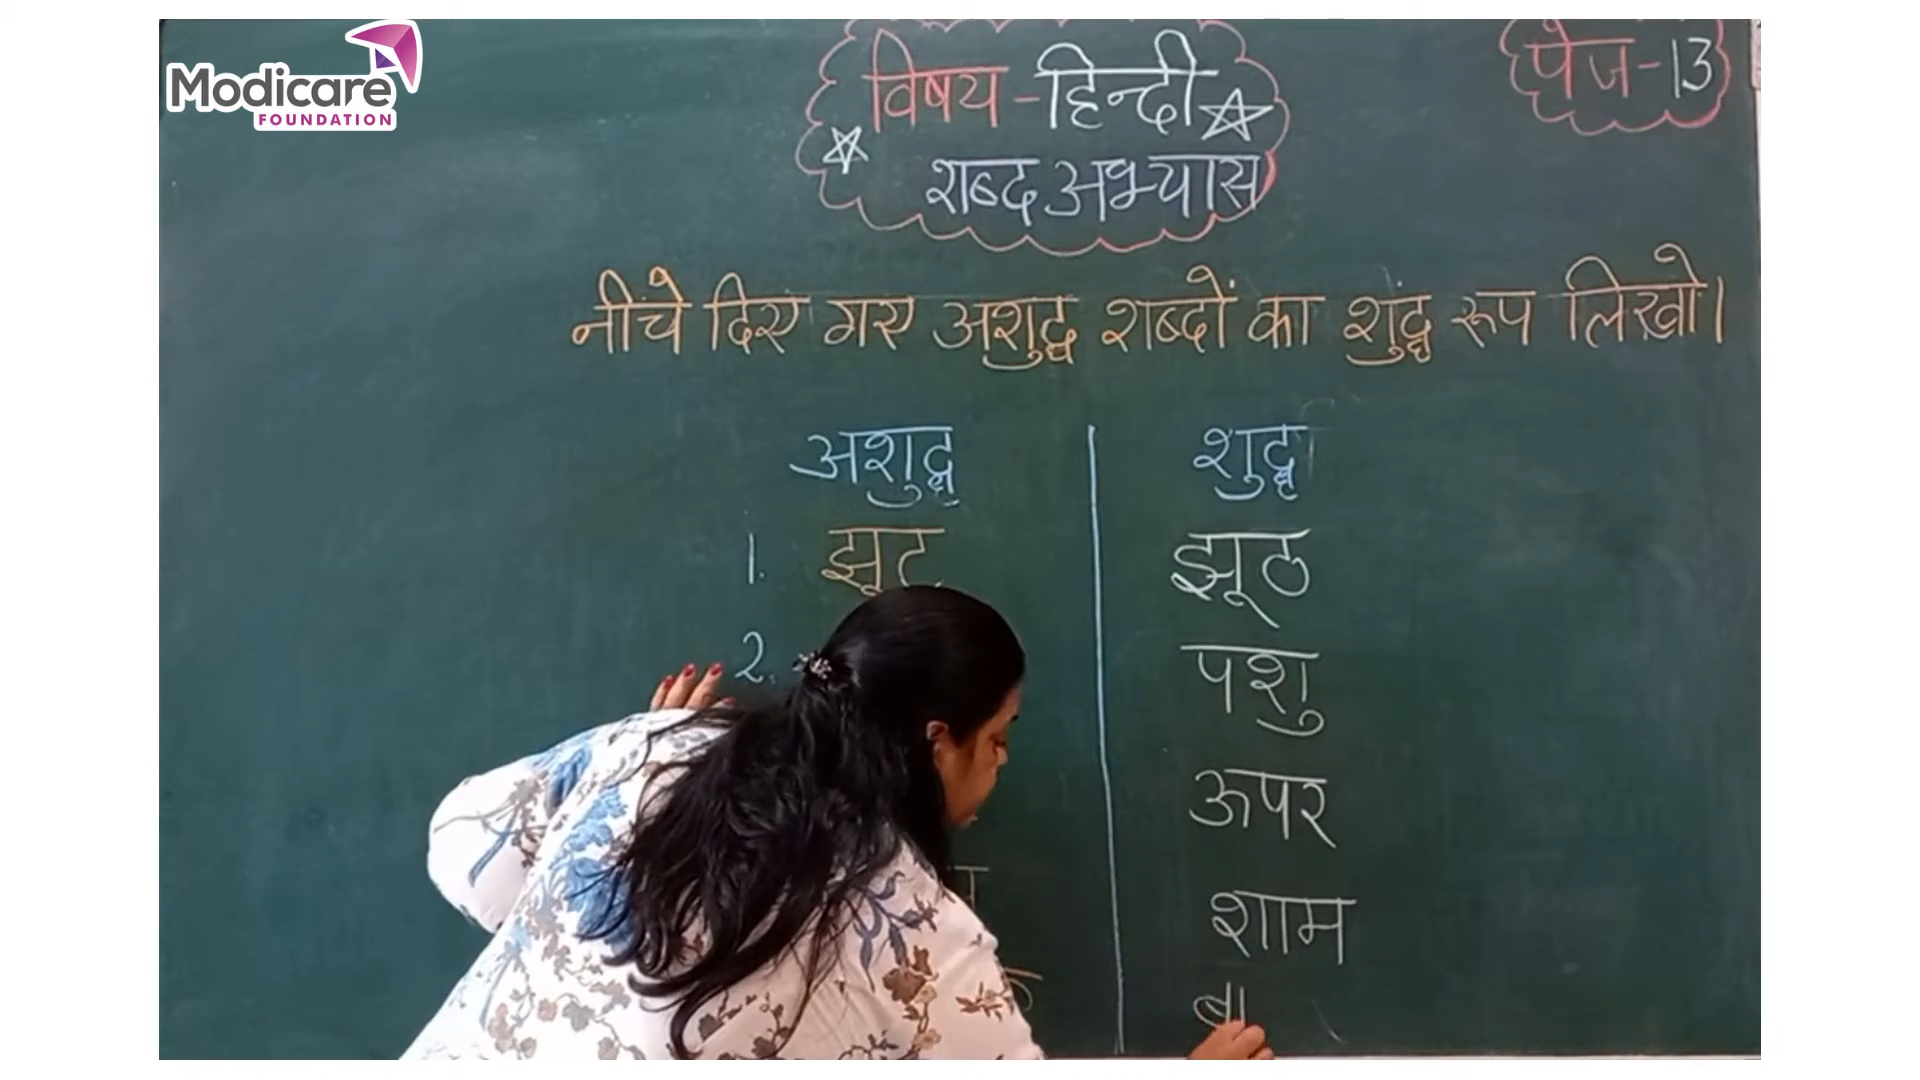 Modicare
FOUNDATION
विषय-हिन्दी
पेज-13
शब्द अभ्यास
नीचे दिए गए अशुद्ध शब्दों का शुद्ध रूप लिखो।
अशुद्ध शुद्ध
1. झूट झूठ
2. पशु
ऊपर
शाम
बा